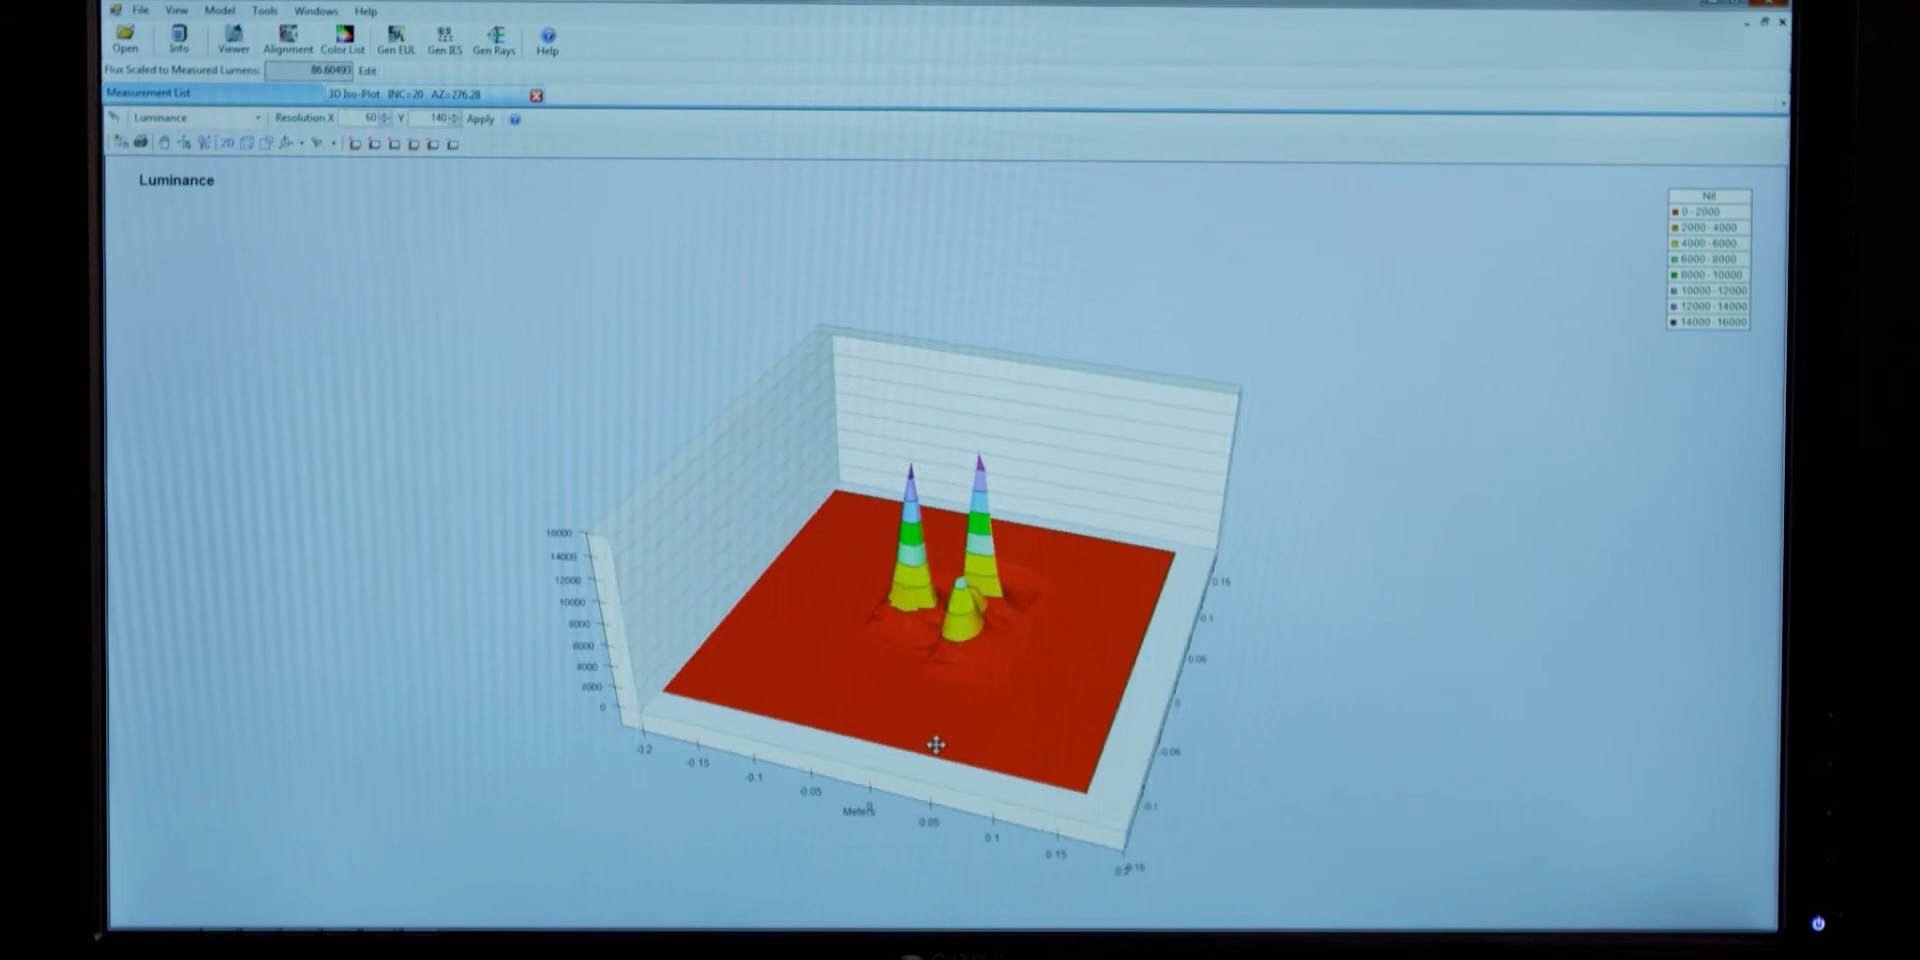 File View Model Tools Windows Help
Open Info Viewer Alignment Color List Gen EUL Gen IES Gen Rays Help
Flux Scaled to Measured Lumens: 86.60493 Edit
Measurement List 3D Iso-Plot INC=20 AZ=276.28
Luminance Resolution X 60 Y 140 Apply
2D
Luminance
Nit
0 - 2000
2000 - 4000
4000 - 6000
6000 - 8000
8000 - 10000
10000 - 12000
12000 - 14000
14000 - 16000
16000
14000
12000
10000
8000
6000
4000
2000
0
-0.2
-0.15
-0.1
0.05
0
0.05
0.1
0.15
Meters
0.15
0.1
0.05
0
0.05
0.1